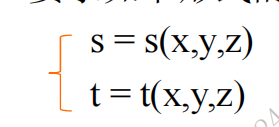 s = s(x,y,z)
t = t(x,y,z)